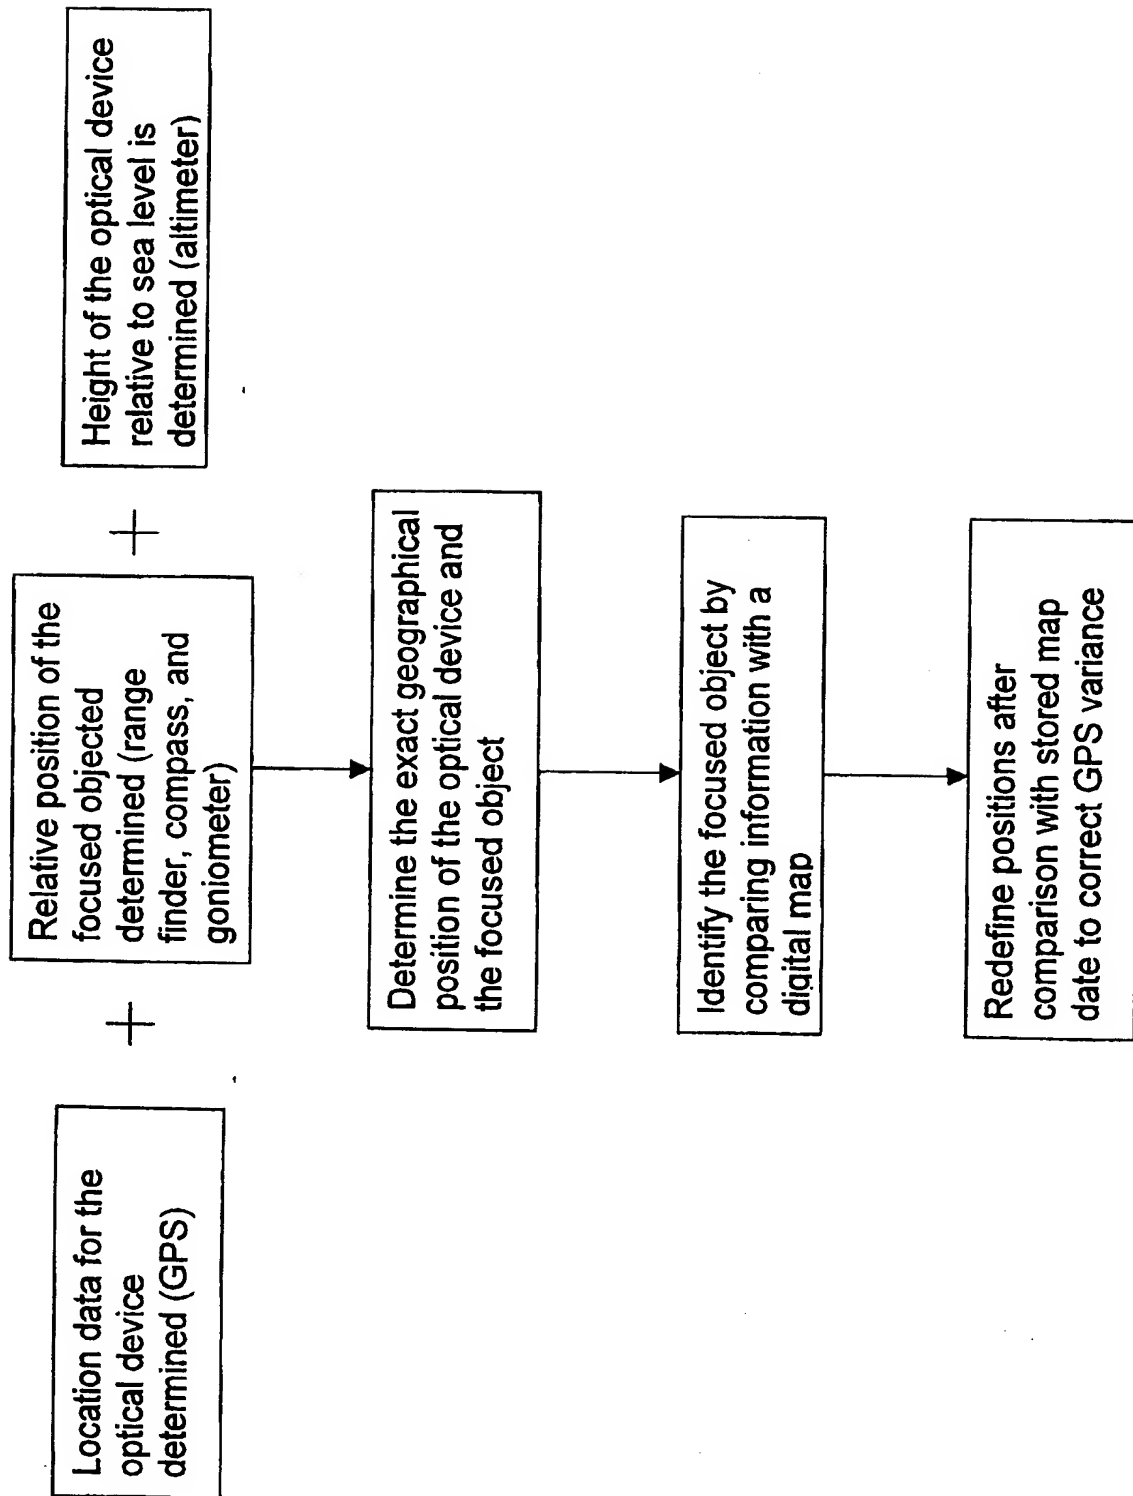 Location data for the
optical device
determined (GPS)
+
Relative position of the
focused objected
determined (range
finder, compass, and
goniometer)
+
Height of the optical device
relative to sea level is
determined (altimeter)
Determine the exact geographical
position of the optical device and
the focused object
Identify the focused object by
comparing information with a
digital map
Redefine positions after
comparison with stored map
date to correct GPS variance